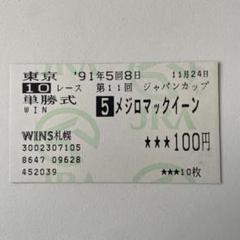 東京 '91年5回8日 11月24日
10レース 第11回 ジャパンカップ
単勝式 5メジロマックイーン
WIN
☆☆☆100円
WINS札幌
3002307105
8647 09628
452039 ☆☆☆10枚